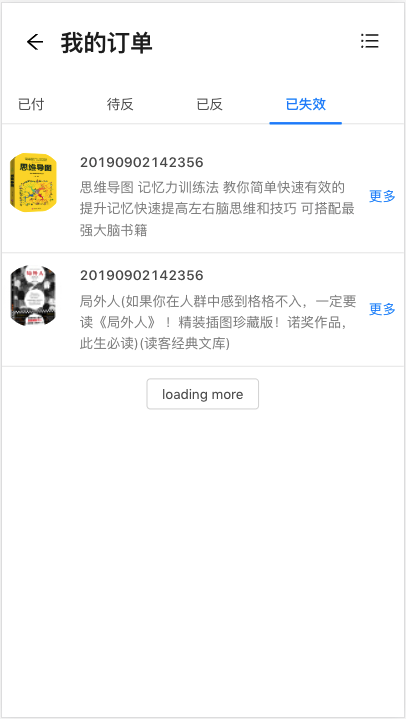 我的订单
已付
待反
已反
已失效
思维导图
20190902142356
思维导图 记忆力训练法 教你简单快速有效的
提升记忆快速提高左右脑思维和技巧 可搭配最
强大脑书籍
更多
局外人
20190902142356
局外人(如果你在人群中感到格格不入，一定要
读《局外人》 ！精装插图珍藏版！诺奖作品，
此生必读)(读客经典文库)
更多
loading more